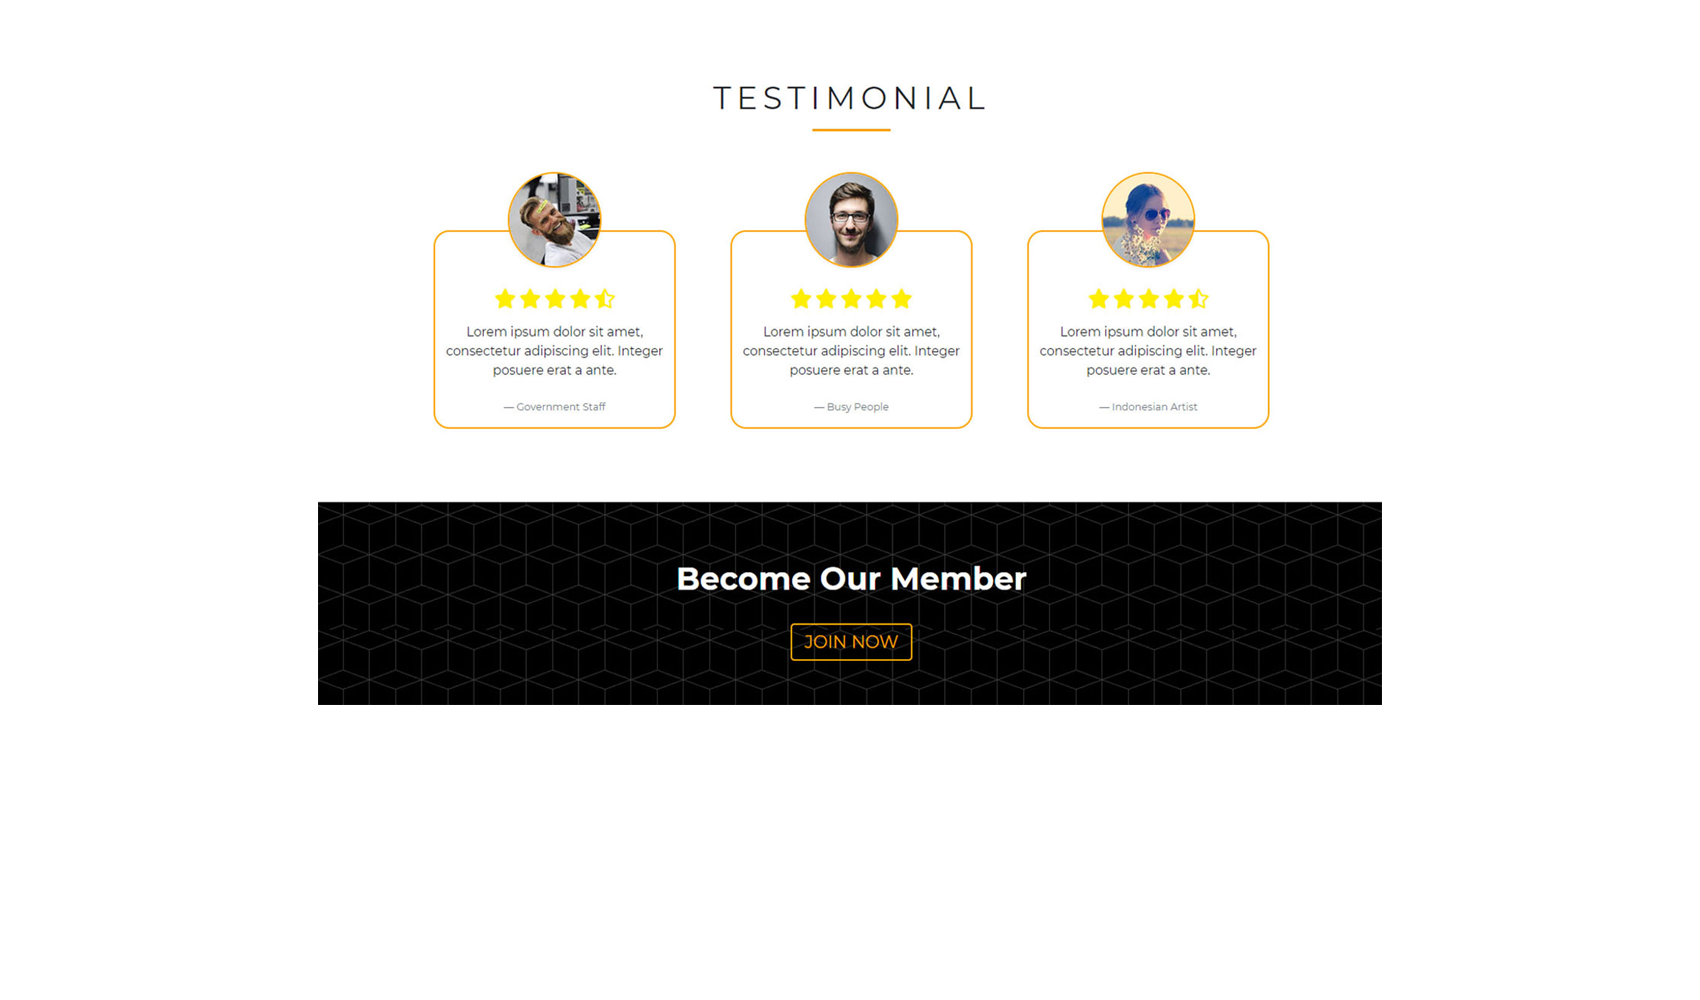 TESTIMONIAL
Lorem ipsum dolor sit amet,
consectetur adipiscing elit. Integer
posuere erat a ante.
— Government Staff
Lorem ipsum dolor sit amet,
consectetur adipiscing elit. Integer
posuere erat a ante.
— Busy People
Lorem ipsum dolor sit amet,
consectetur adipiscing elit. Integer
posuere erat a ante.
— Indonesian Artist
Become Our Member
JOIN NOW